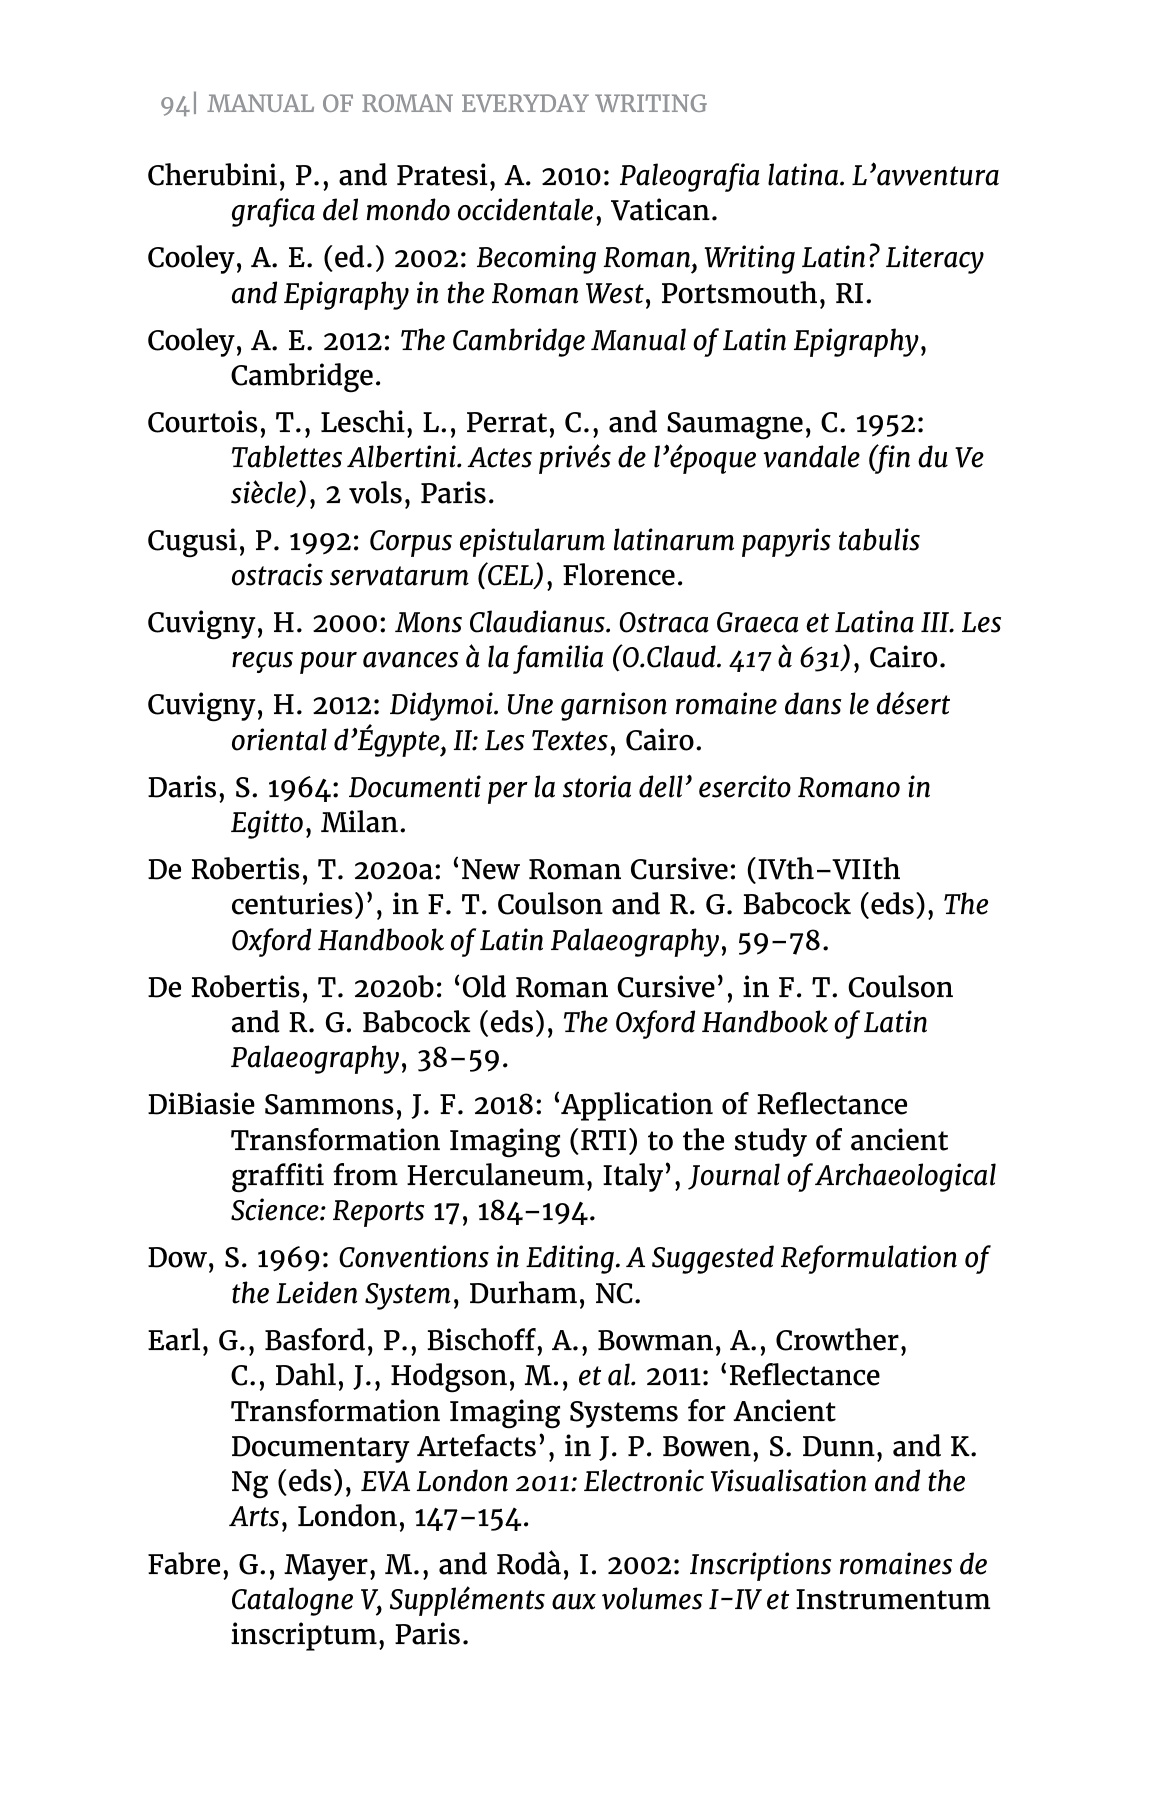 94| MANUAL OF ROMAN EVERYDAY WRITING
Cherubini, P., and Pratesi, A. 2010: Paleografia latina. L’avventura
grafica del mondo occidentale, Vatican.
Cooley, A. E. (ed.) 2002: Becoming Roman, Writing Latin? Literacy
and Epigraphy in the Roman West, Portsmouth, RI.
Cooley, A. E. 2012: The Cambridge Manual of Latin Epigraphy,
Cambridge.
Courtois, T., Leschi, L., Perrat, C., and Saumagne, C. 1952:
Tablettes Albertini. Actes privés de l’époque vandale (fin du Ve
siècle), 2 vols, Paris.
Cugusi, P. 1992: Corpus epistularum latinarum papyris tabulis
ostracis servatarum (CEL), Florence.
Cuvigny, H. 2000: Mons Claudianus. Ostraca Graeca et Latina III. Les
reçus pour avances à la familia (O.Claud. 417 à 631), Cairo.
Cuvigny, H. 2012: Didymoi. Une garnison romaine dans le désert
oriental d’Égypte, II: Les Textes, Cairo.
Daris, S. 1964: Documenti per la storia dell’ esercito Romano in
Egitto, Milan.
De Robertis, T. 2020a: ‘New Roman Cursive: (IVth–VIIth
centuries)’, in F. T. Coulson and R. G. Babcock (eds), The
Oxford Handbook of Latin Palaeography, 59–78.
De Robertis, T. 2020b: ‘Old Roman Cursive’, in F. T. Coulson
and R. G. Babcock (eds), The Oxford Handbook of Latin
Palaeography, 38–59.
DiBiasie Sammons, J. F. 2018: ‘Application of Reflectance
Transformation Imaging (RTI) to the study of ancient
graffiti from Herculaneum, Italy’, Journal of Archaeological
Science: Reports 17, 184–194.
Dow, S. 1969: Conventions in Editing. A Suggested Reformulation of
the Leiden System, Durham, NC.
Earl, G., Basford, P., Bischoff, A., Bowman, A., Crowther,
C., Dahl, J., Hodgson, M., et al. 2011: ‘Reflectance
Transformation Imaging Systems for Ancient
Documentary Artefacts’, in J. P. Bowen, S. Dunn, and K.
Ng (eds), EVA London 2011: Electronic Visualisation and the
Arts, London, 147–154.
Fabre, G., Mayer, M., and Rodà, I. 2002: Inscriptions romaines de
Catalogne V, Suppléments aux volumes I-IV et Instrumentum
inscriptum, Paris.